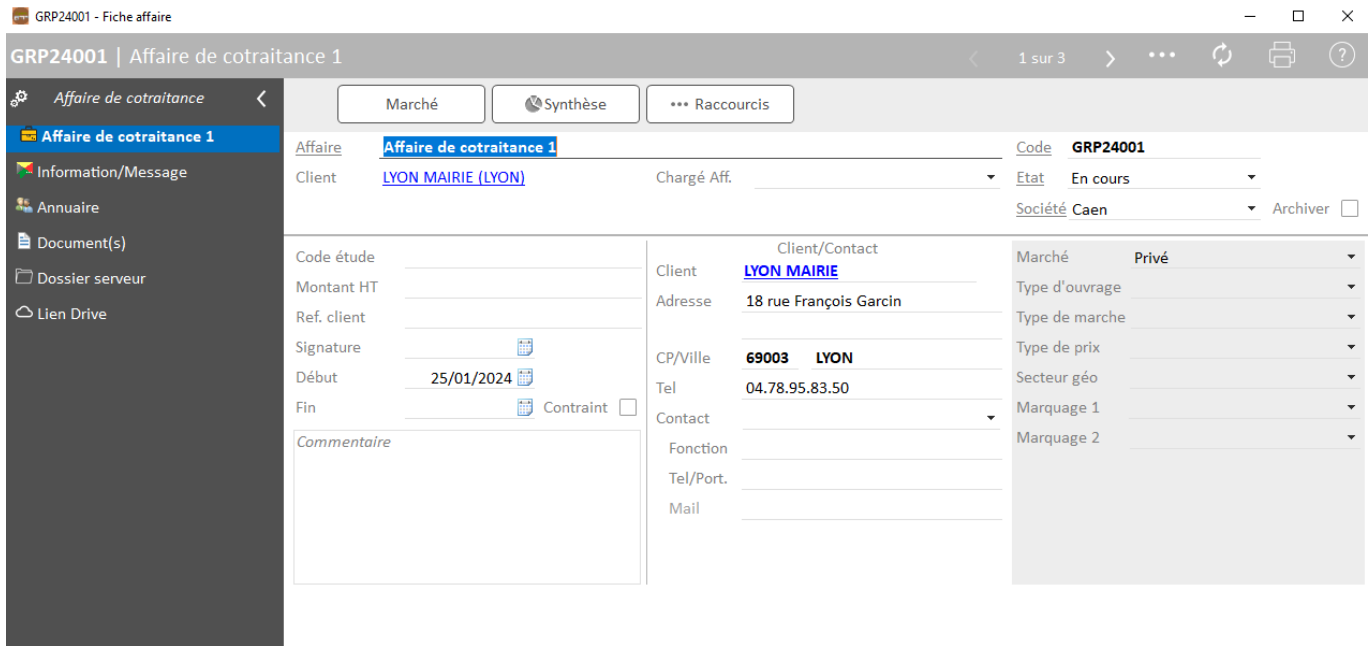 GRP24001 - Fiche affaire
GRP24001 | Affaire de cotraitance 1
1 sur 3
Affaire de cotraitance
Affaire de cotraitance 1
Information/Message
Annuaire
Document(s)
Dossier serveur
Lien Drive
Marché
Synthèse
Raccourcis
Affaire Affaire de cotraitance 1
Client LYON MAIRIE (LYON)
Chargé Aff.
Code GRP24001
Etat En cours
Société Caen
Archiver
Code étude
Montant HT
Ref. client
Signature
Début 25/01/2024
Fin
Contraint
Commentaire
Client/Contact
Client LYON MAIRIE
Adresse 18 rue François Garcin
CP/Ville 69003 LYON
Tel 04.78.95.83.50
Contact
Fonction
Tel/Port.
Mail
Marché Privé
Type d'ouvrage
Type de marche
Type de prix
Secteur géo
Marquage 1
Marquage 2